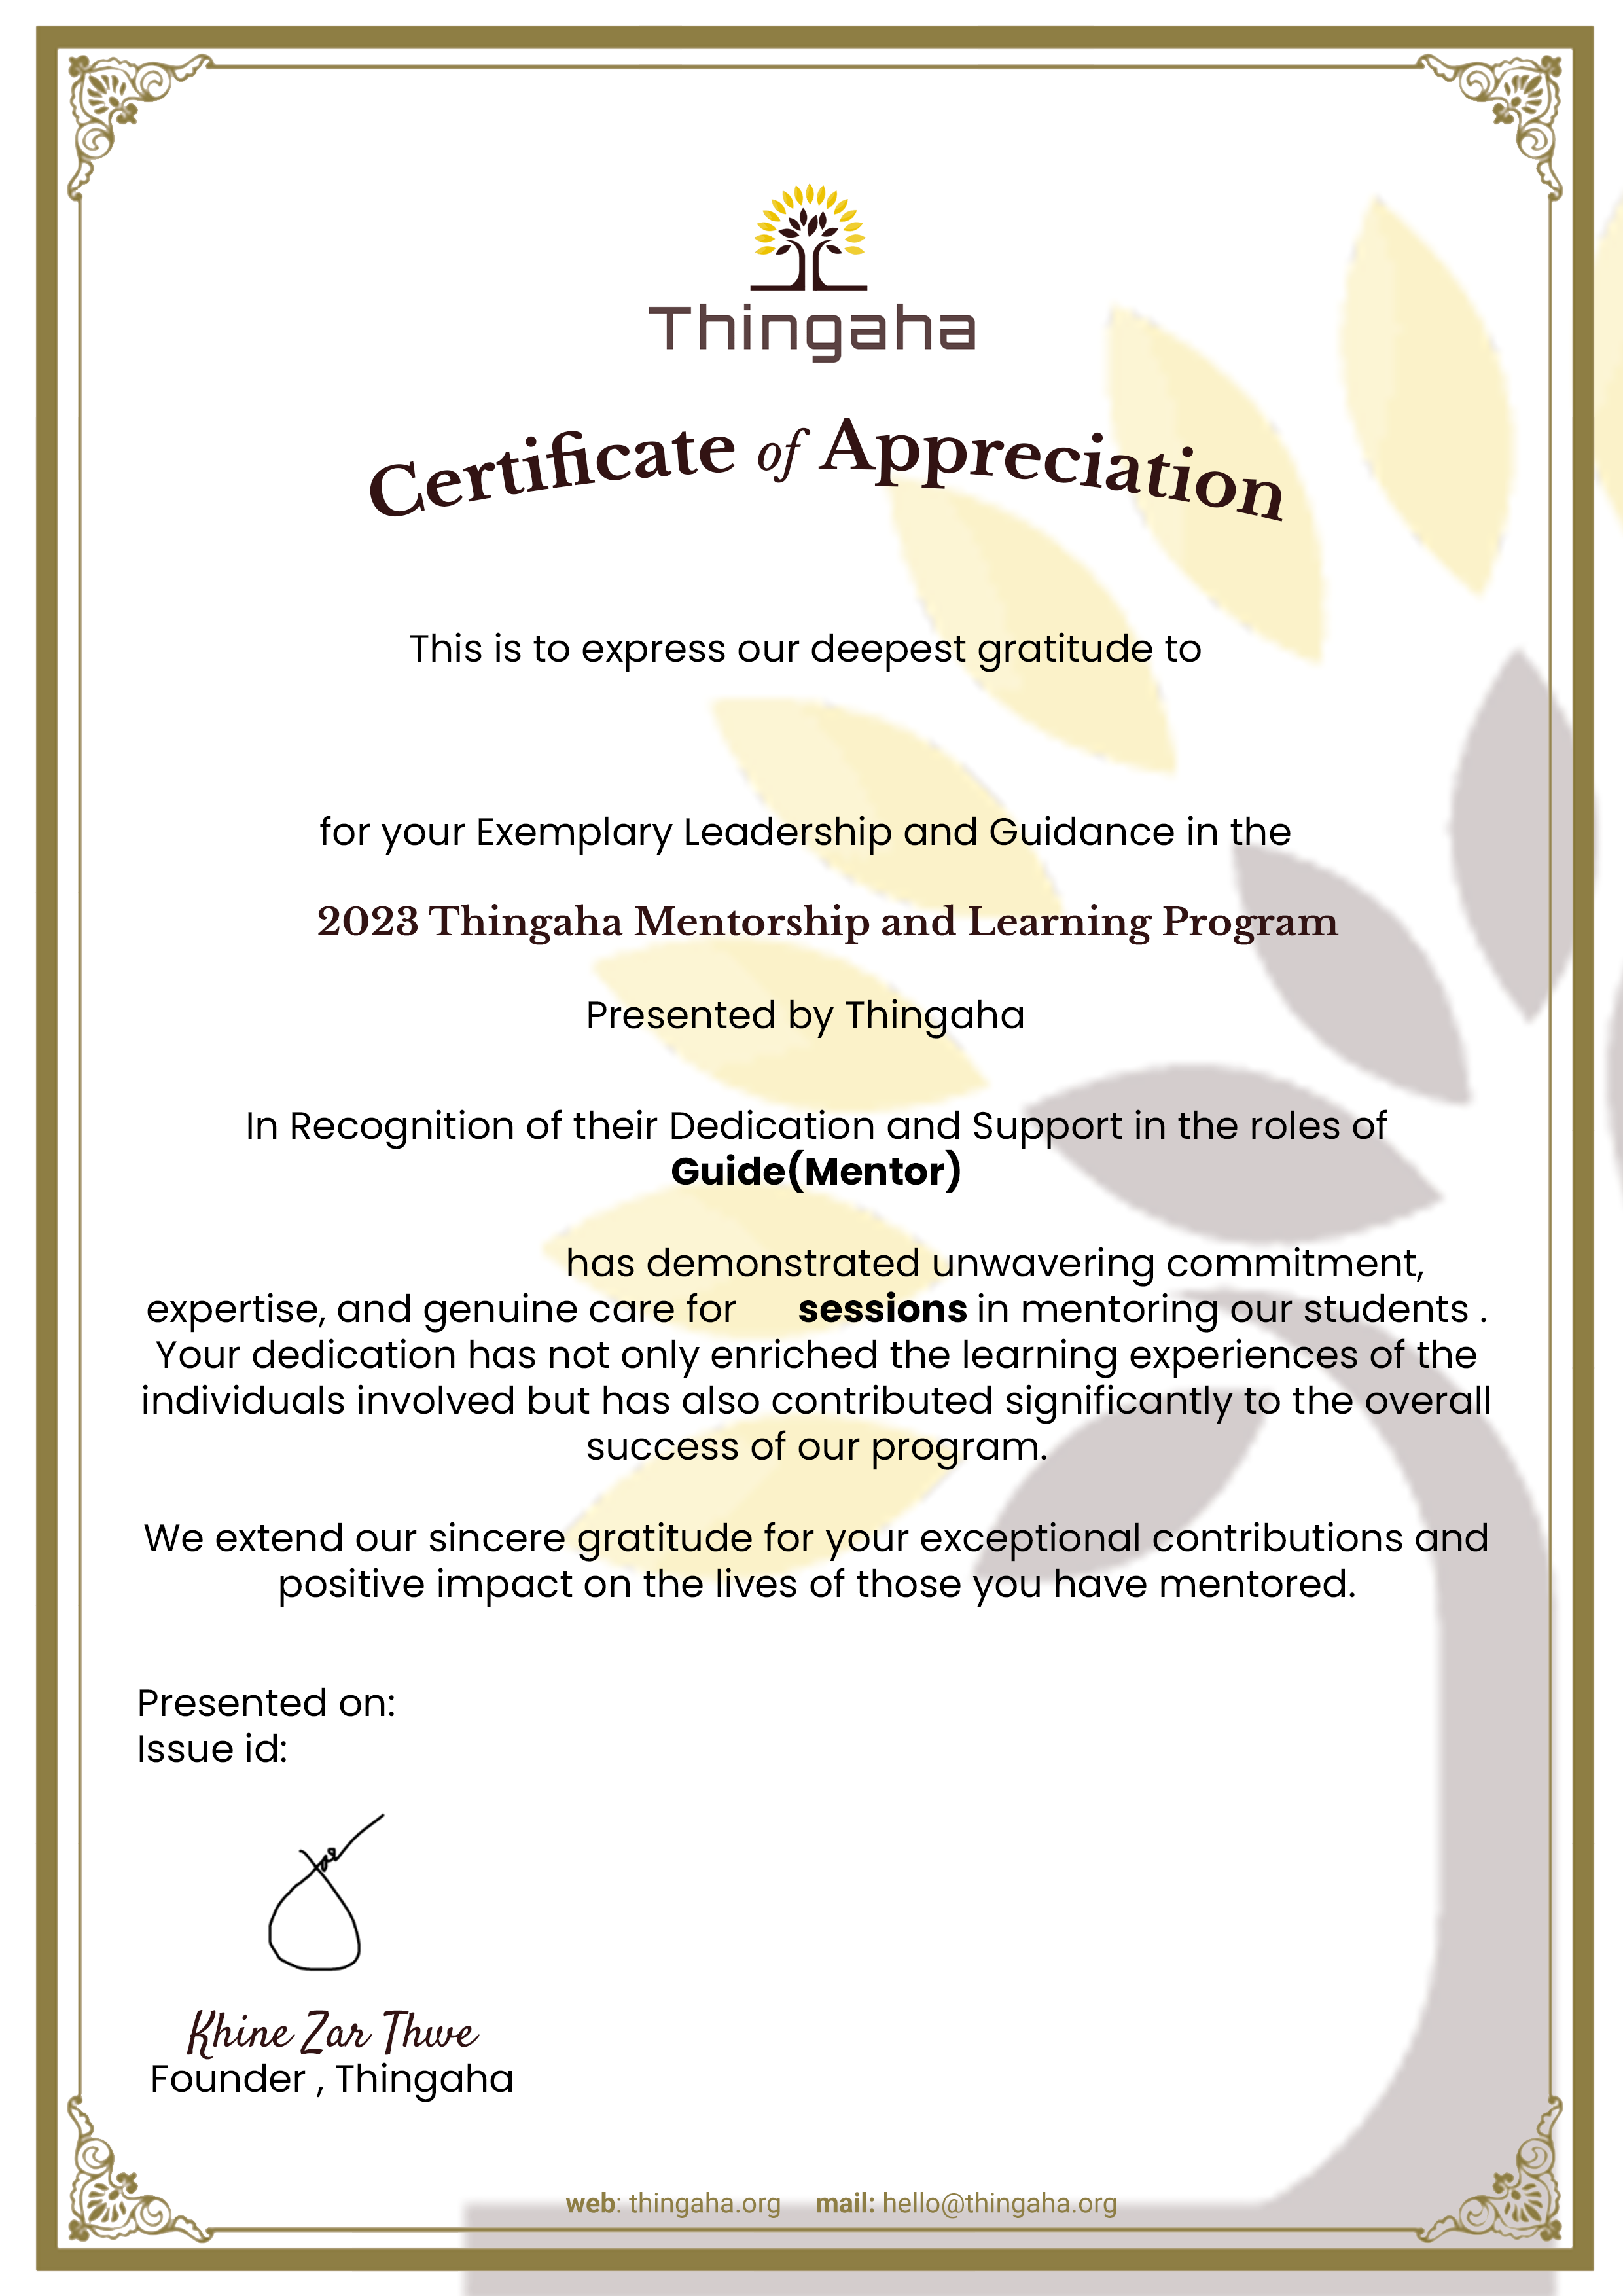 Thingaha
Certificate of Appreciation
This is to express our deepest gratitude to
for your Exemplary Leadership and Guidance in the
2023 Thingaha Mentorship and Learning Program
Presented by Thingaha
In Recognition of their Dedication and Support in the roles of
Guide(Mentor)
has demonstrated unwavering commitment,
expertise, and genuine care for sessions in mentoring our students .
Your dedication has not only enriched the learning experiences of the
individuals involved but has also contributed significantly to the overall
success of our program.
We extend our sincere gratitude for your exceptional contributions and
positive impact on the lives of those you have mentored.
Presented on:
Issue id:
Khine Zar Thwe
Founder , Thingaha
web: thingaha.org mail: hello@thingaha.org